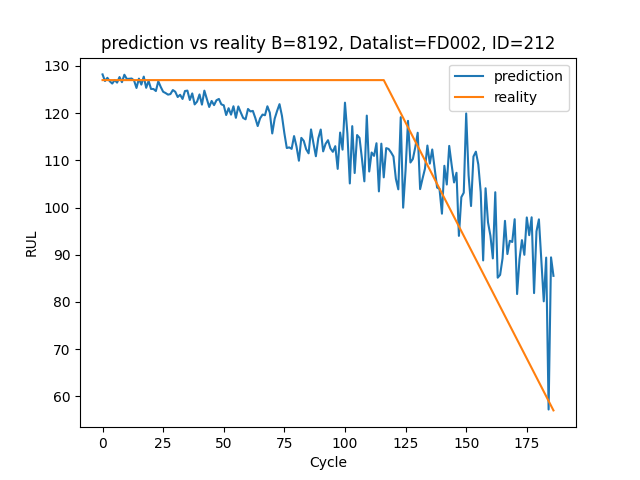 prediction vs reality B=8192, Datalist=FD002, ID=212
prediction
reality
RUL
130
120
110
100
90
80
70
60
0 25 50 75 100 125 150 175
Cycle